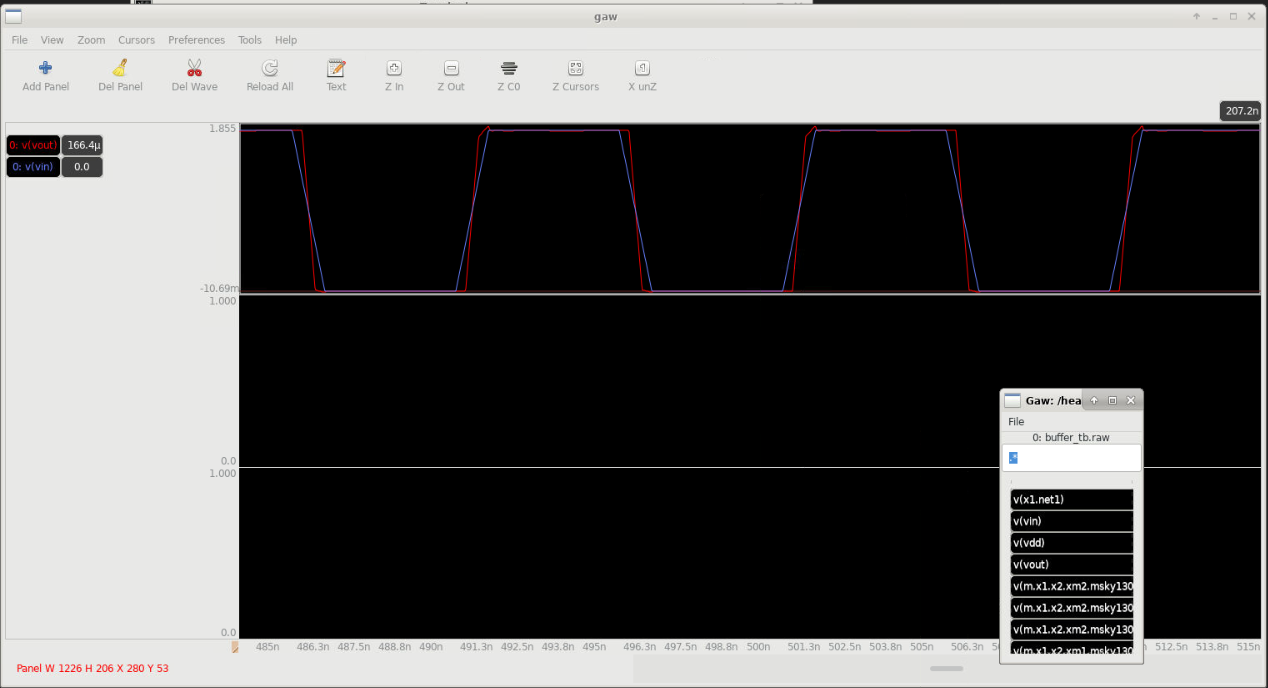 gaw
File View Zoom Cursors Preferences Tools Help
Add Panel Del Panel Del Wave Reload All Text Z In Z Out Z C0 Z Cursors X unZ
207.2n
1.855
0: v(vout) 166.4µ
0: v(vin) 0.0
-10.69m
1.000
0.0
1.000
0.0
485n 486.3n 487.5n 488.8n 490n 491.3n 492.5n 493.8n 495n 496.3n 497.5n 498.8n 500n 501.3n 502.5n 503.8n 505n 506.3n 512.5n 513.8n 515n
Panel W 1226 H 206 X 280 Y 53
Gaw: /hea
File
0: buffer_tb.raw
.*
v(x1.net1)
v(vin)
v(vdd)
v(vout)
v(m.x1.x2.xm2.msky130
v(m.x1.x2.xm2.msky130
v(m.x1.x2.xm2.msky130
v(m.x1.x2.xm1.msky130